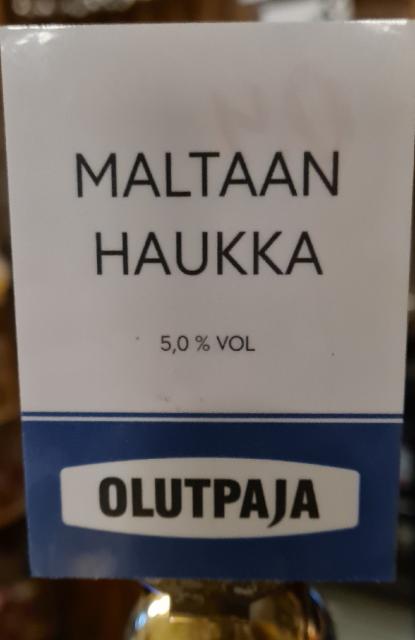 MALTAAN
HAUKKA
5,0 % VOL
OLUTPAJA